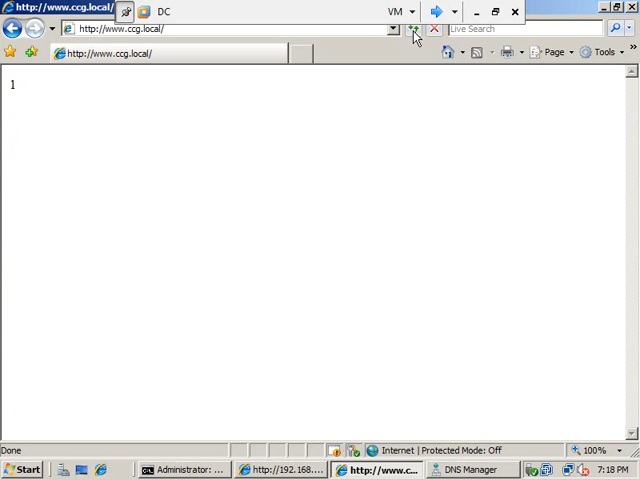 http://www.ccg.local/
DC
VM
http://www.ccg.local/
Live Search
http://www.ccg.local/
Page
Tools
1
Done
Internet | Protected Mode: Off
100%
Start
Administrator: ...
http://192.168....
http://www.c...
DNS Manager
7:18 PM